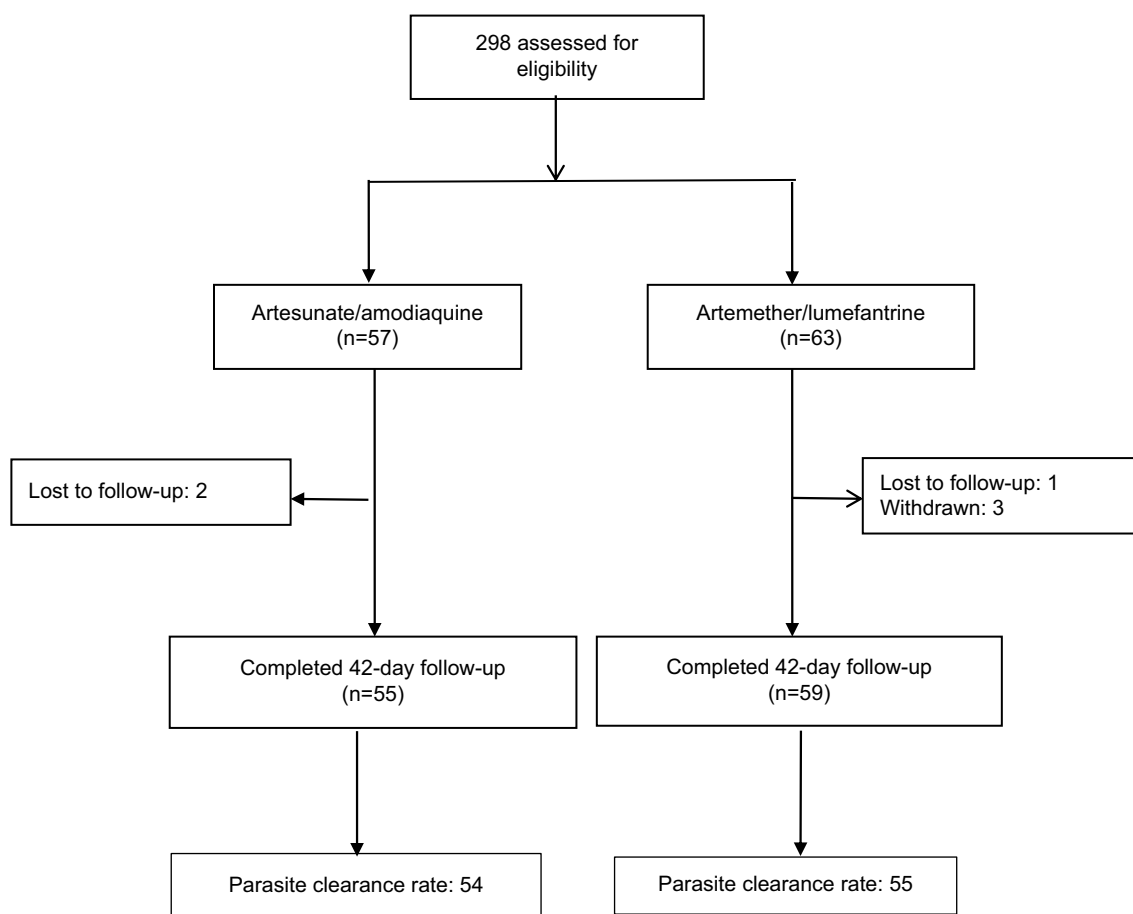 298 assessed for
eligibility
Artesunate/amodiaquine
(n=57)
Artemether/lumefantrine
(n=63)
Lost to follow-up: 2
Lost to follow-up: 1
Withdrawn: 3
Completed 42-day follow-up
(n=55)
Completed 42-day follow-up
(n=59)
Parasite clearance rate: 54
Parasite clearance rate: 55